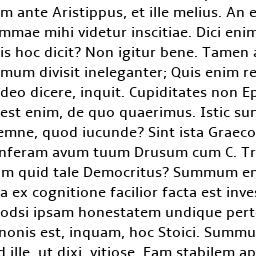 m ante Aristippus, et ille melius. An e
mmae mihi videtur inscitiae. Dici enim
is hoc dicit? Non igitur bene. Tamen a
mum divisit ineleganter; Quis enim re
deo dicere, inquit. Cupiditates non Ep
est enim, de quo quaerimus. Istic sun
emne, quod iucunde? Sint ista Graeco
nferam avum tuum Drusum cum C. Tr
m quid tale Democritus? Summum en
a ex cognitione facilior facta est inves
odsi ipsam honestatem undique pert
nonis est, inquam, hoc Stoici. Summu
d ille, ut dixi, vitiose. Eam stabilem ap